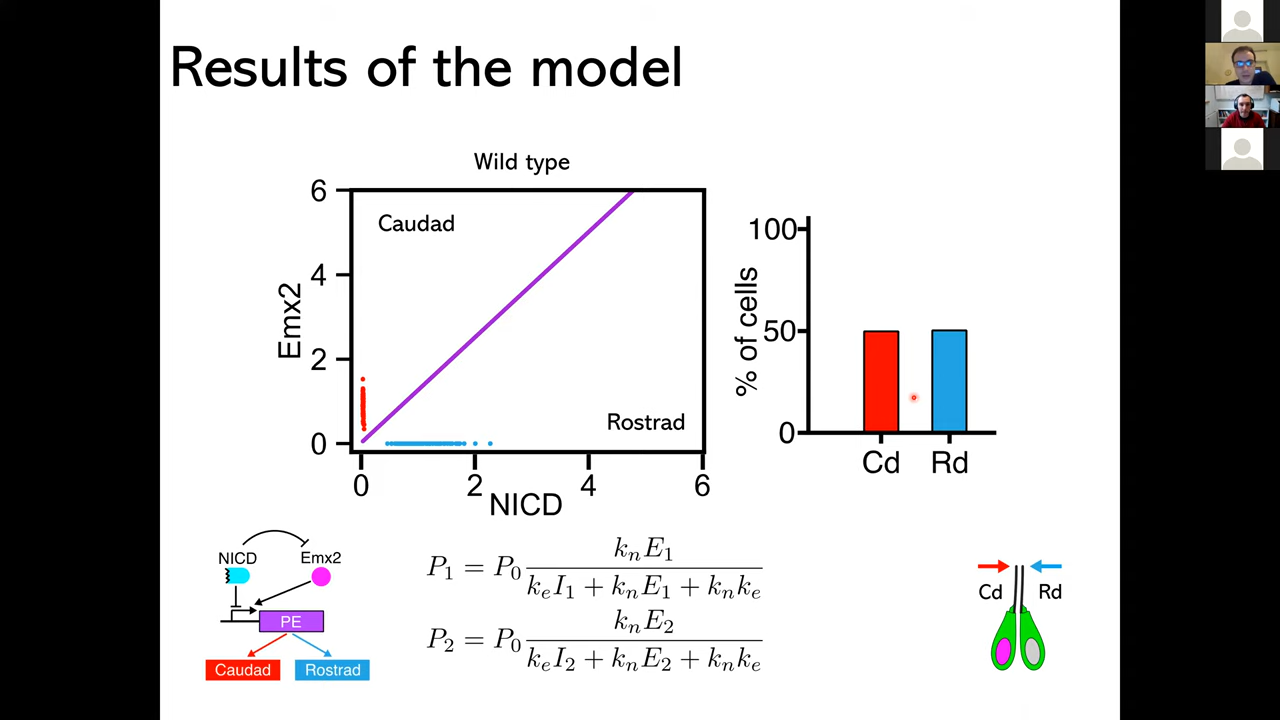 Results of the model
Wild type
6
4
2
0
Emx2
Caudad
Rostrad
0 2 4 6
NICD
100
50
0
% of cells
Cd Rd
NICD Emx2
PE
Caudad Rostrad
P₁ = P₀ kₙE₁ / kₑI₁ + kₙE₁ + kₙkₑ
P₂ = P₀ kₙE₂ / kₑI₂ + kₙE₂ + kₙkₑ
Cd Rd